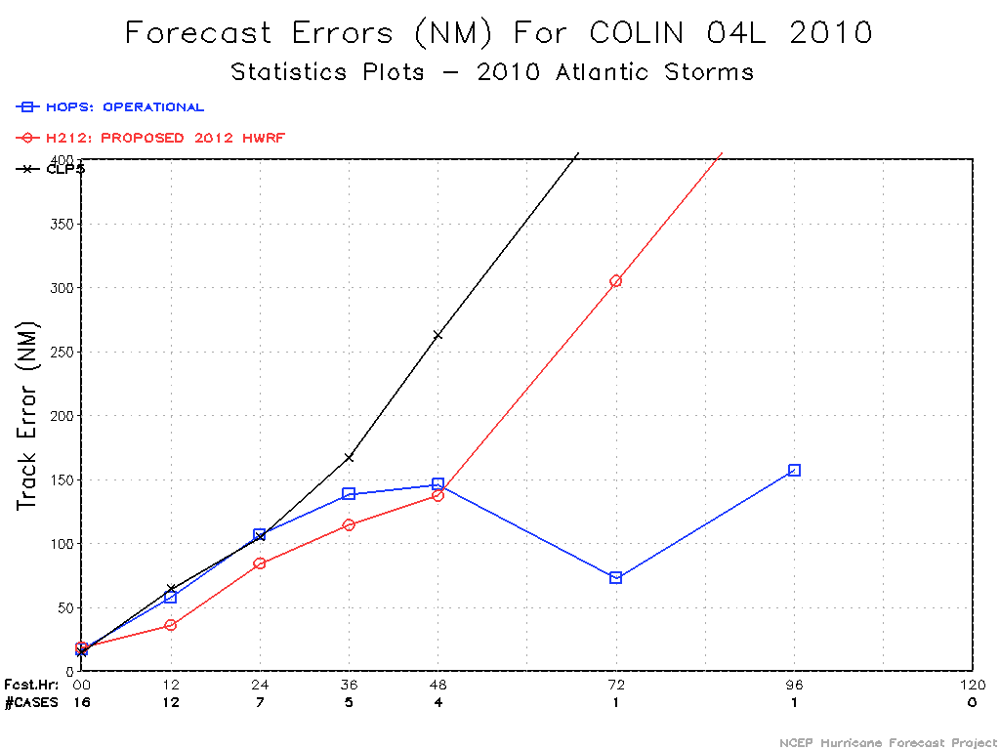 Forecast Errors (NM) For COLIN 04L 2010
Statistics Plots – 2010 Atlantic Storms
HOPS: OPERATIONAL
H212: PROPOSED 2012 HWRF
CLP5
400
350
300
250
200
150
100
50
0
Track Error (NM)
Fcst.Hr: 00 12 24 36 48 72 96 120
#CASES 16 12 7 5 4 1 1 0
NCEP Hurricane Forecast Project